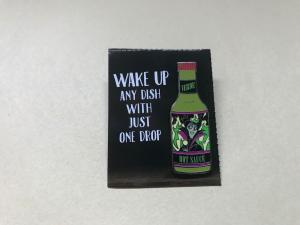 WAKE UP
ANY DISH
WITH
JUST
ONE DROP
HOT SAUCE